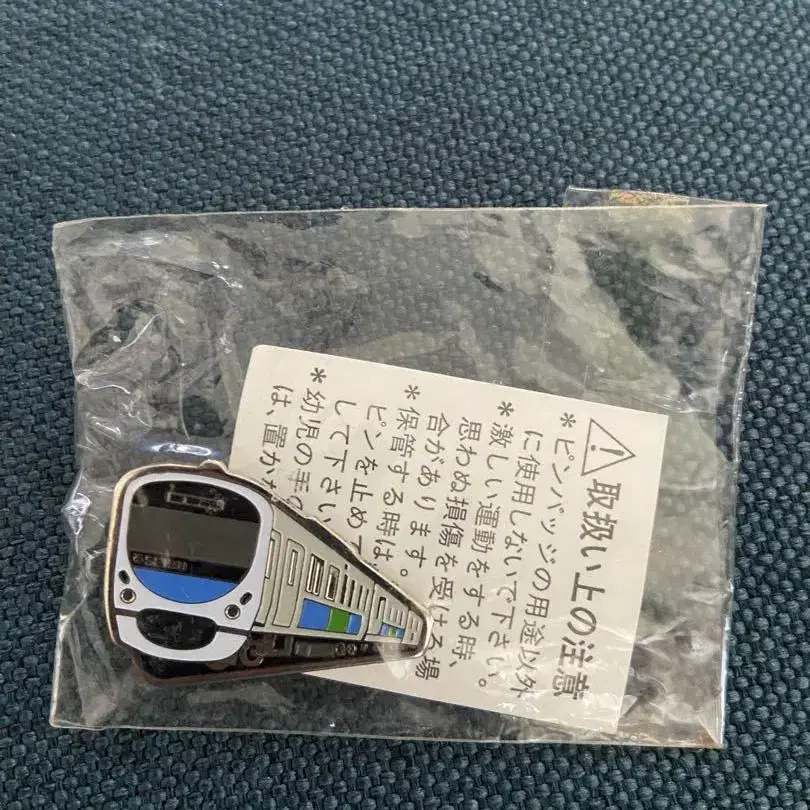 ⚠取扱い上の注意
*ピンバッジの用途以外
に使用しないで下さい。
*激しい運動をする時、
思わぬ損傷を受ける場
合があります。
*保管する時は
ピンを止めて
して下さい
*幼児の手の
は、置かな